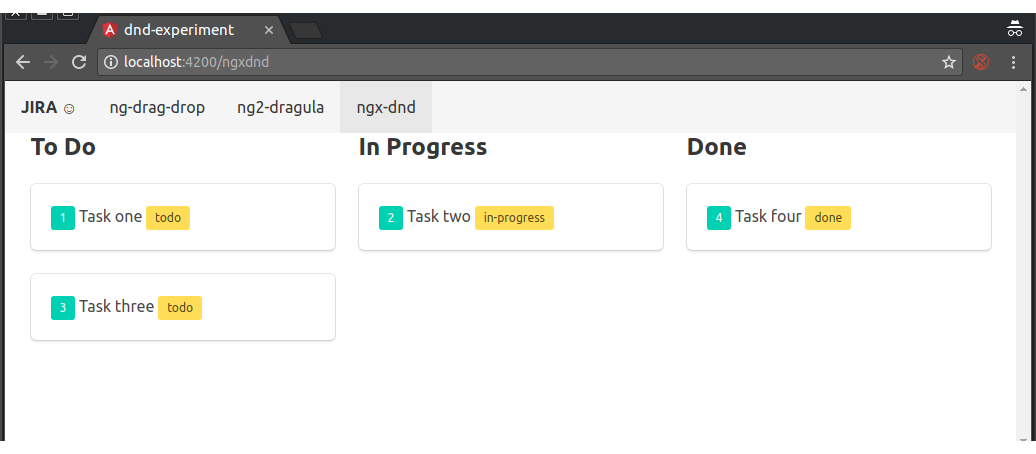 dnd-experiment
localhost:4200/ngxdnd
JIRA ☺ ng-drag-drop ng2-dragula ngx-dnd
To Do In Progress Done
1 Task one todo 2 Task two in-progress 4 Task four done
3 Task three todo